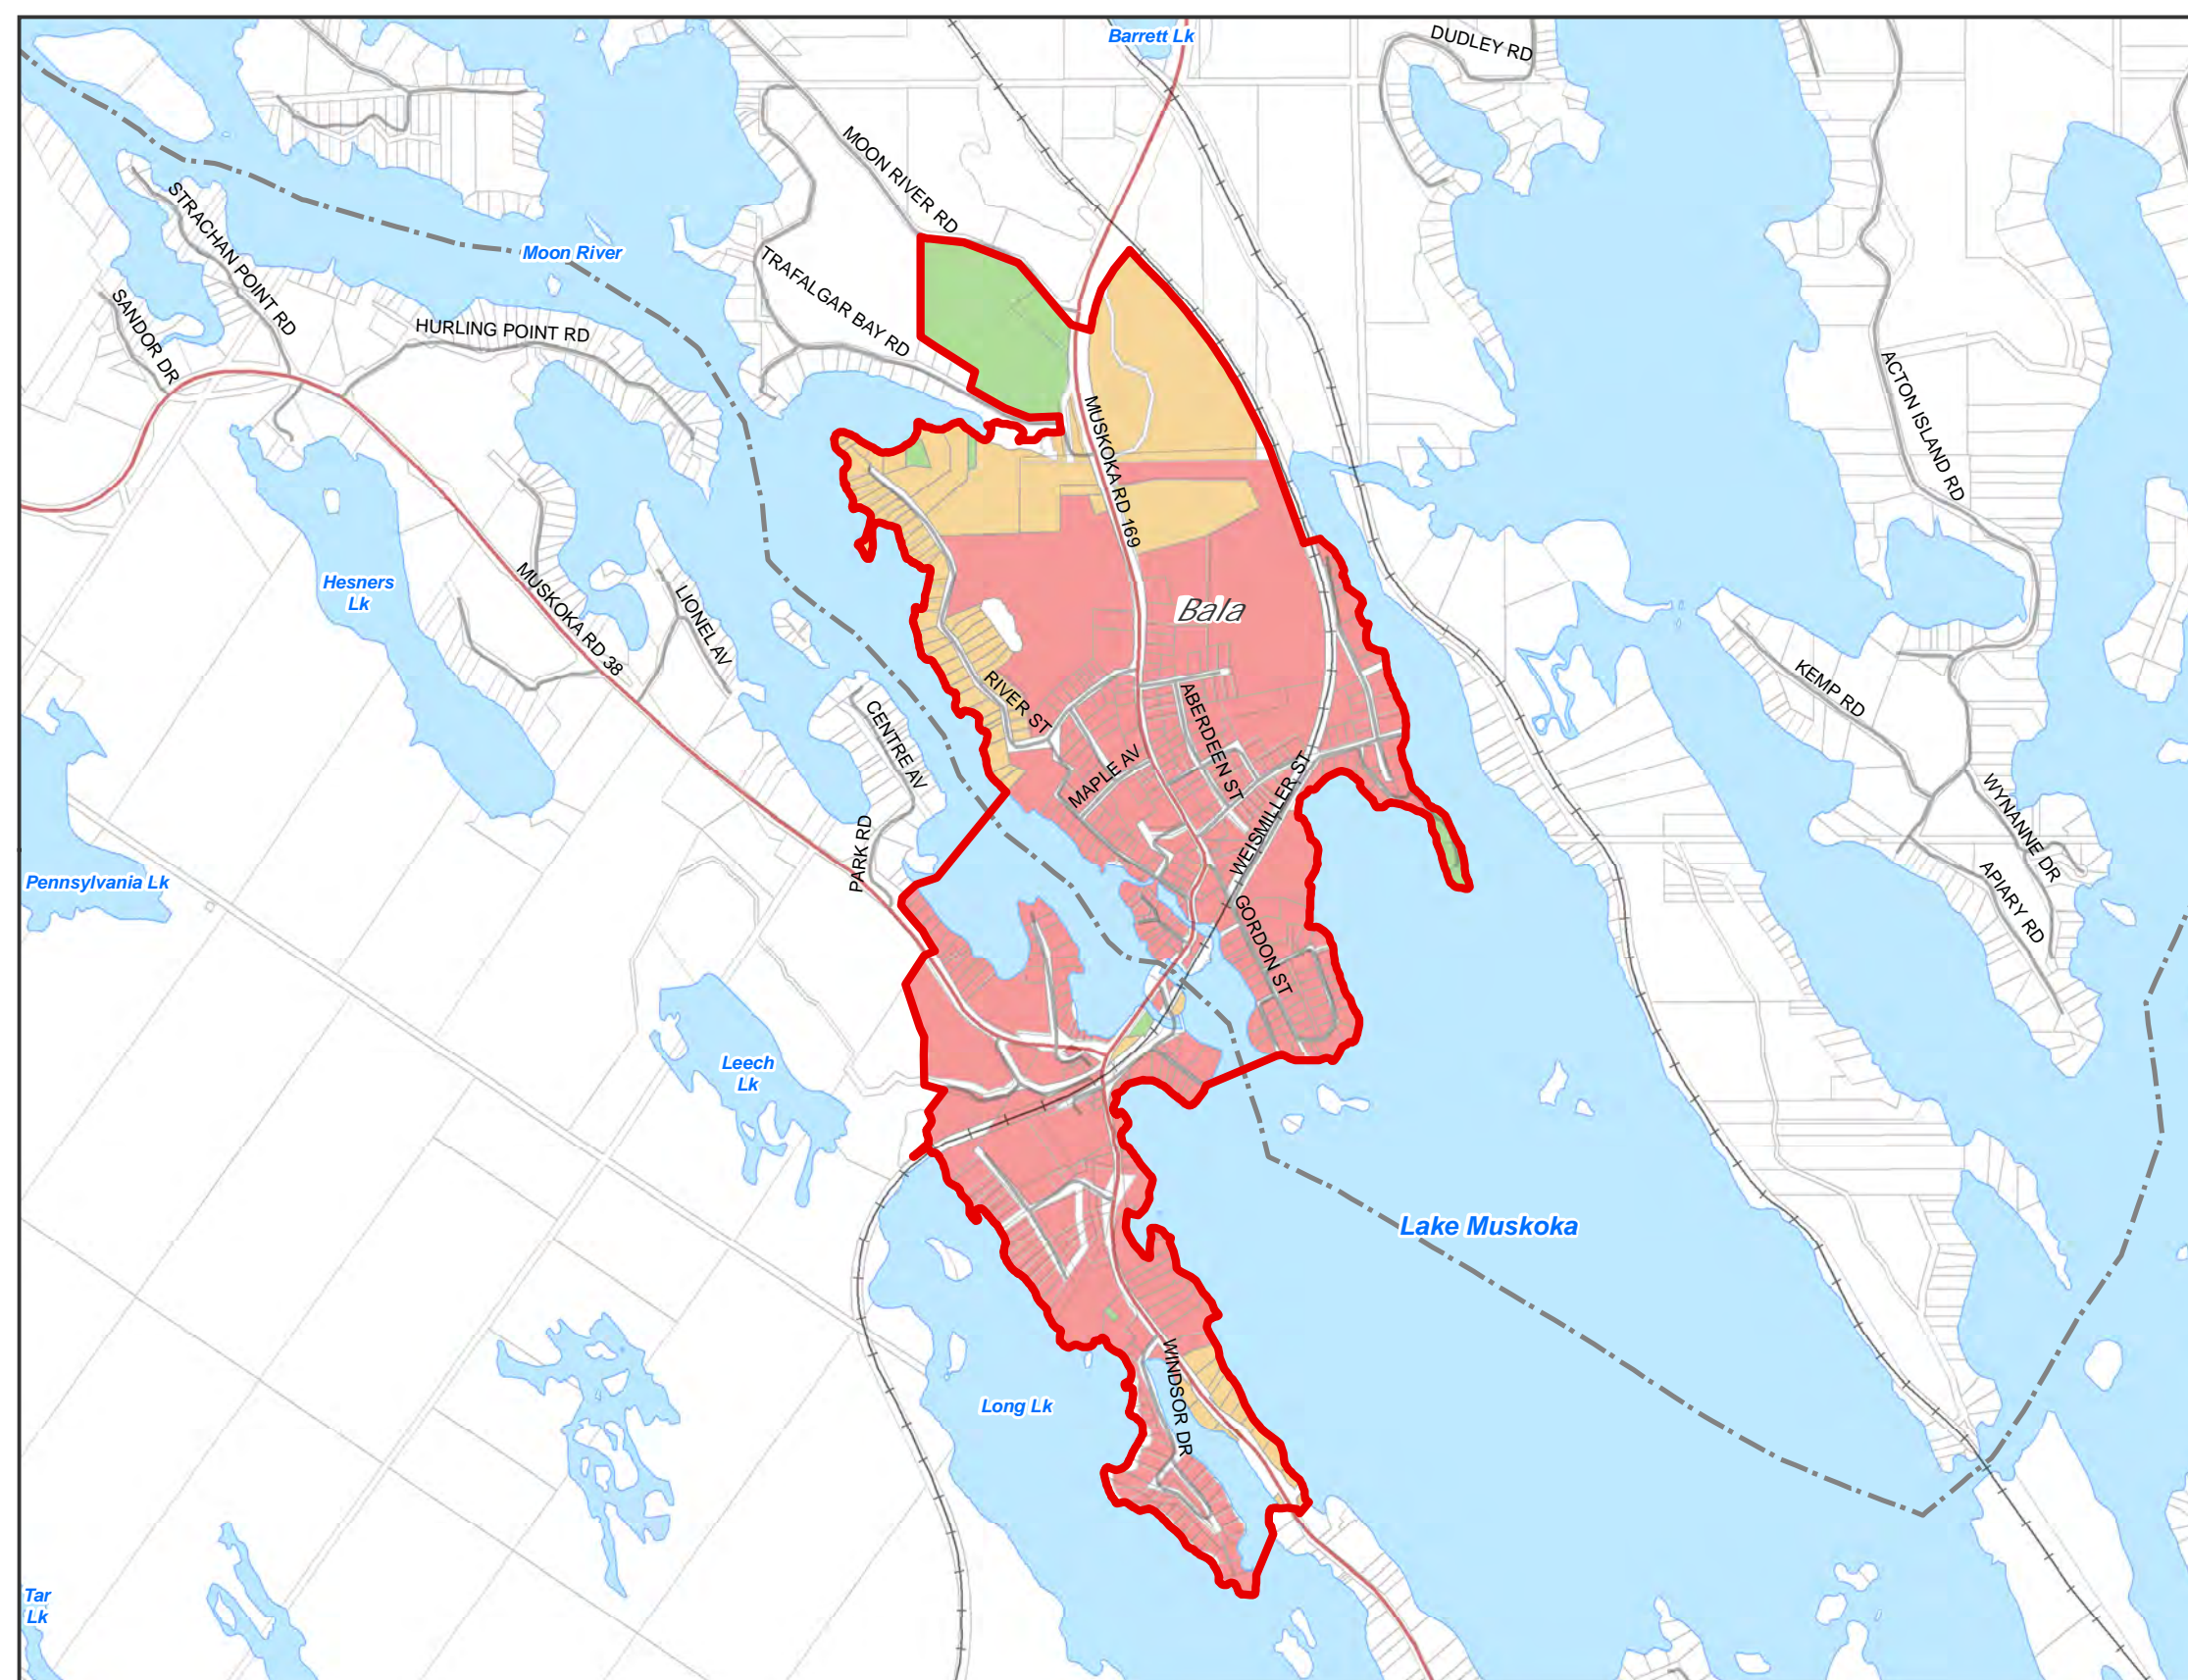 Barrett Lk
DUDLEY RD
MOON RIVER RD
STRACHAN POINT RD
Moon River
TRAFALGAR BAY RD
SANDOR DR
HURLING POINT RD
ACTON ISLAND RD
MUSKOKA RD 169
Hesners
Lk
MUSKOKA RD 38
LIONEL AV
Bala
KEMP RD
RIVER ST
ABERDEEN ST
CENTRE AV
MAPLE AV
WEISMILLER ST
WYNANNE DR
PARK RD
Pennsylvania Lk
APIARY RD
GORDON ST
Leech
Lk
Lake Muskoka
WINDSOR DR
Long Lk
Tar
Lk